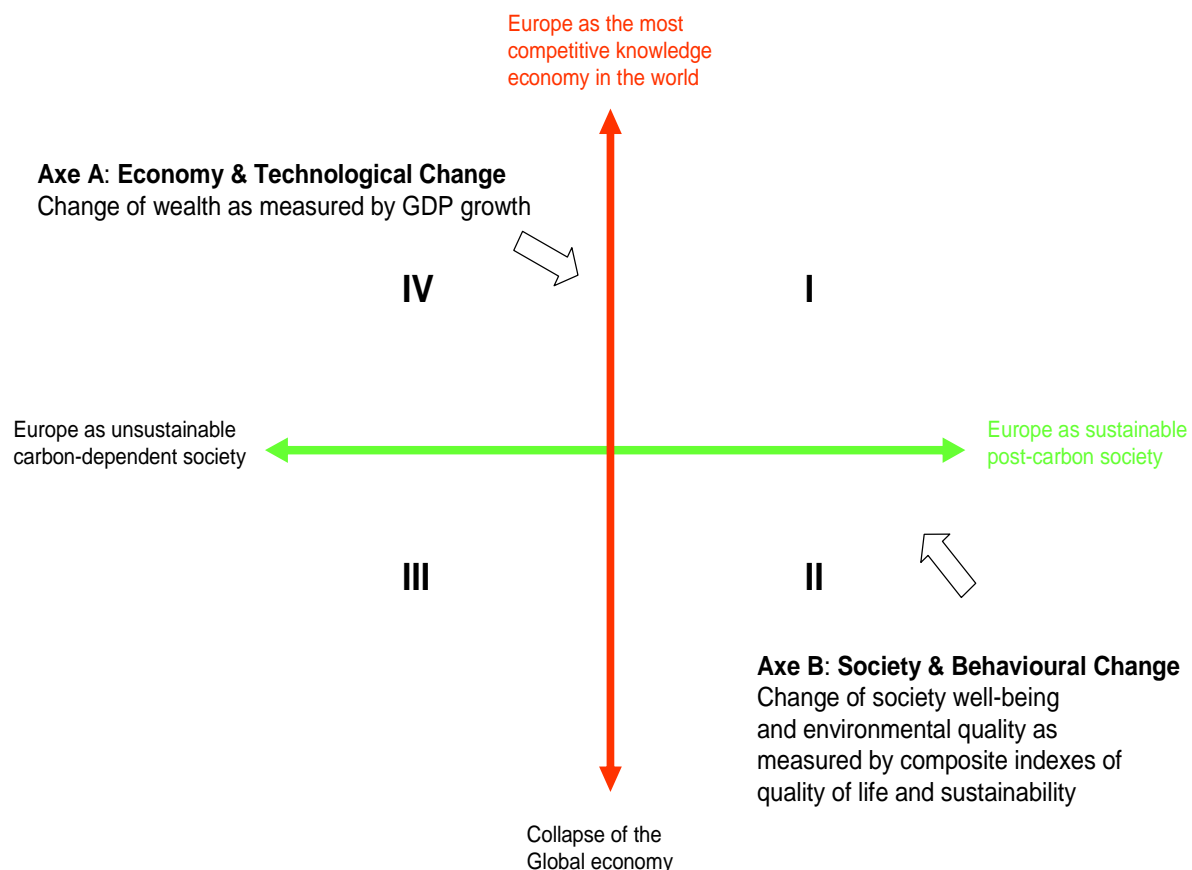 Europe as the most
competitive knowledge
economy in the world
Axe A: Economy & Technological Change
Change of wealth as measured by GDP growth
IV
I
Europe as unsustainable
carbon-dependent society
Europe as sustainable
post-carbon society
III
II
Axe B: Society & Behavioural Change
Change of society well-being
and environmental quality as
measured by composite indexes of
quality of life and sustainability
Collapse of the
Global economy